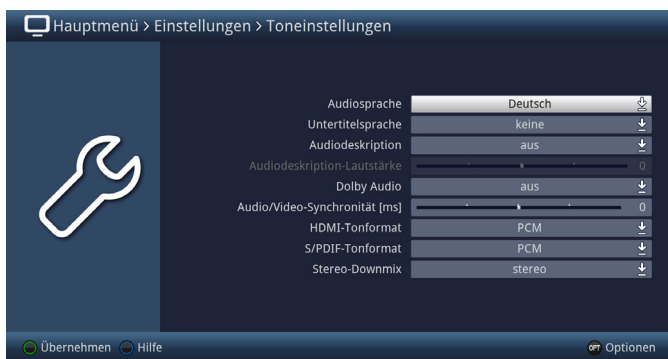 Hauptmenü > Einstellungen > Toneinstellungen
Audiosprache Deutsch
Untertitelsprache keine
Audiodeskription aus
Audiodeskription-Lautstärke 0
Dolby Audio aus
Audio/Video-Synchronität [ms] 0
HDMI-Tonformat PCM
S/PDIF-Tonformat PCM
Stereo-Downmix stereo
Übernehmen Hilfe OPT Optionen